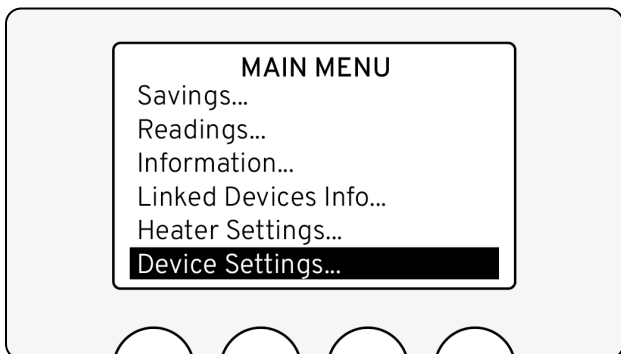 MAIN MENU
Savings...
Readings...
Information...
Linked Devices Info...
Heater Settings...
Device Settings...